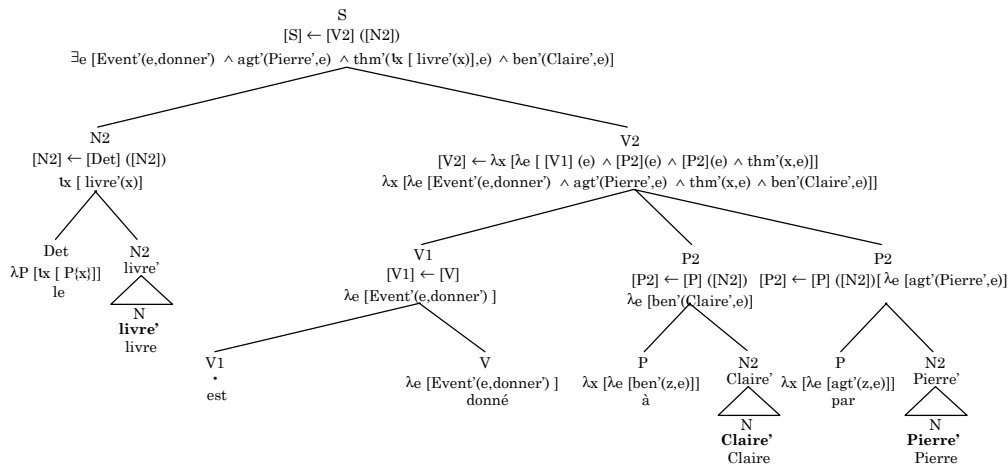 S
[S] ← [V2] ([N2])
∃e [Event'(e,donner') ∧ agt'(Pierre',e) ∧ thm'(ιx [ livre'(x)],e) ∧ ben'(Claire',e)]
N2
[N2] ← [Det] ([N2])
ιx [ livre'(x)]
V2
[V2] ← λx [λe [ [V1] (e) ∧ [P2](e) ∧ [P2](e) ∧ thm'(x,e)]]
λx [λe [Event'(e,donner') ∧ agt'(Pierre',e) ∧ thm'(x,e) ∧ ben'(Claire',e)]]
Det
λP [ιx [ P{x}]]
le
N2
livre'
N
livre'
livre
V1
[V1] ← [V]
λe [Event'(e,donner') ]
P2
[P2] ← [P] ([N2])
λe [ben'(Claire',e)]
P2
[P2] ← [P] ([N2])[ λe [agt'(Pierre',e)]
V1
•
est
V
λe [Event'(e,donner') ]
donné
P
λx [λe [ben'(z,e)]]
à
N2
Claire'
N
Claire'
Claire
P
λx [λe [agt'(z,e)]]
par
N2
Pierre'
N
Pierre'
Pierre